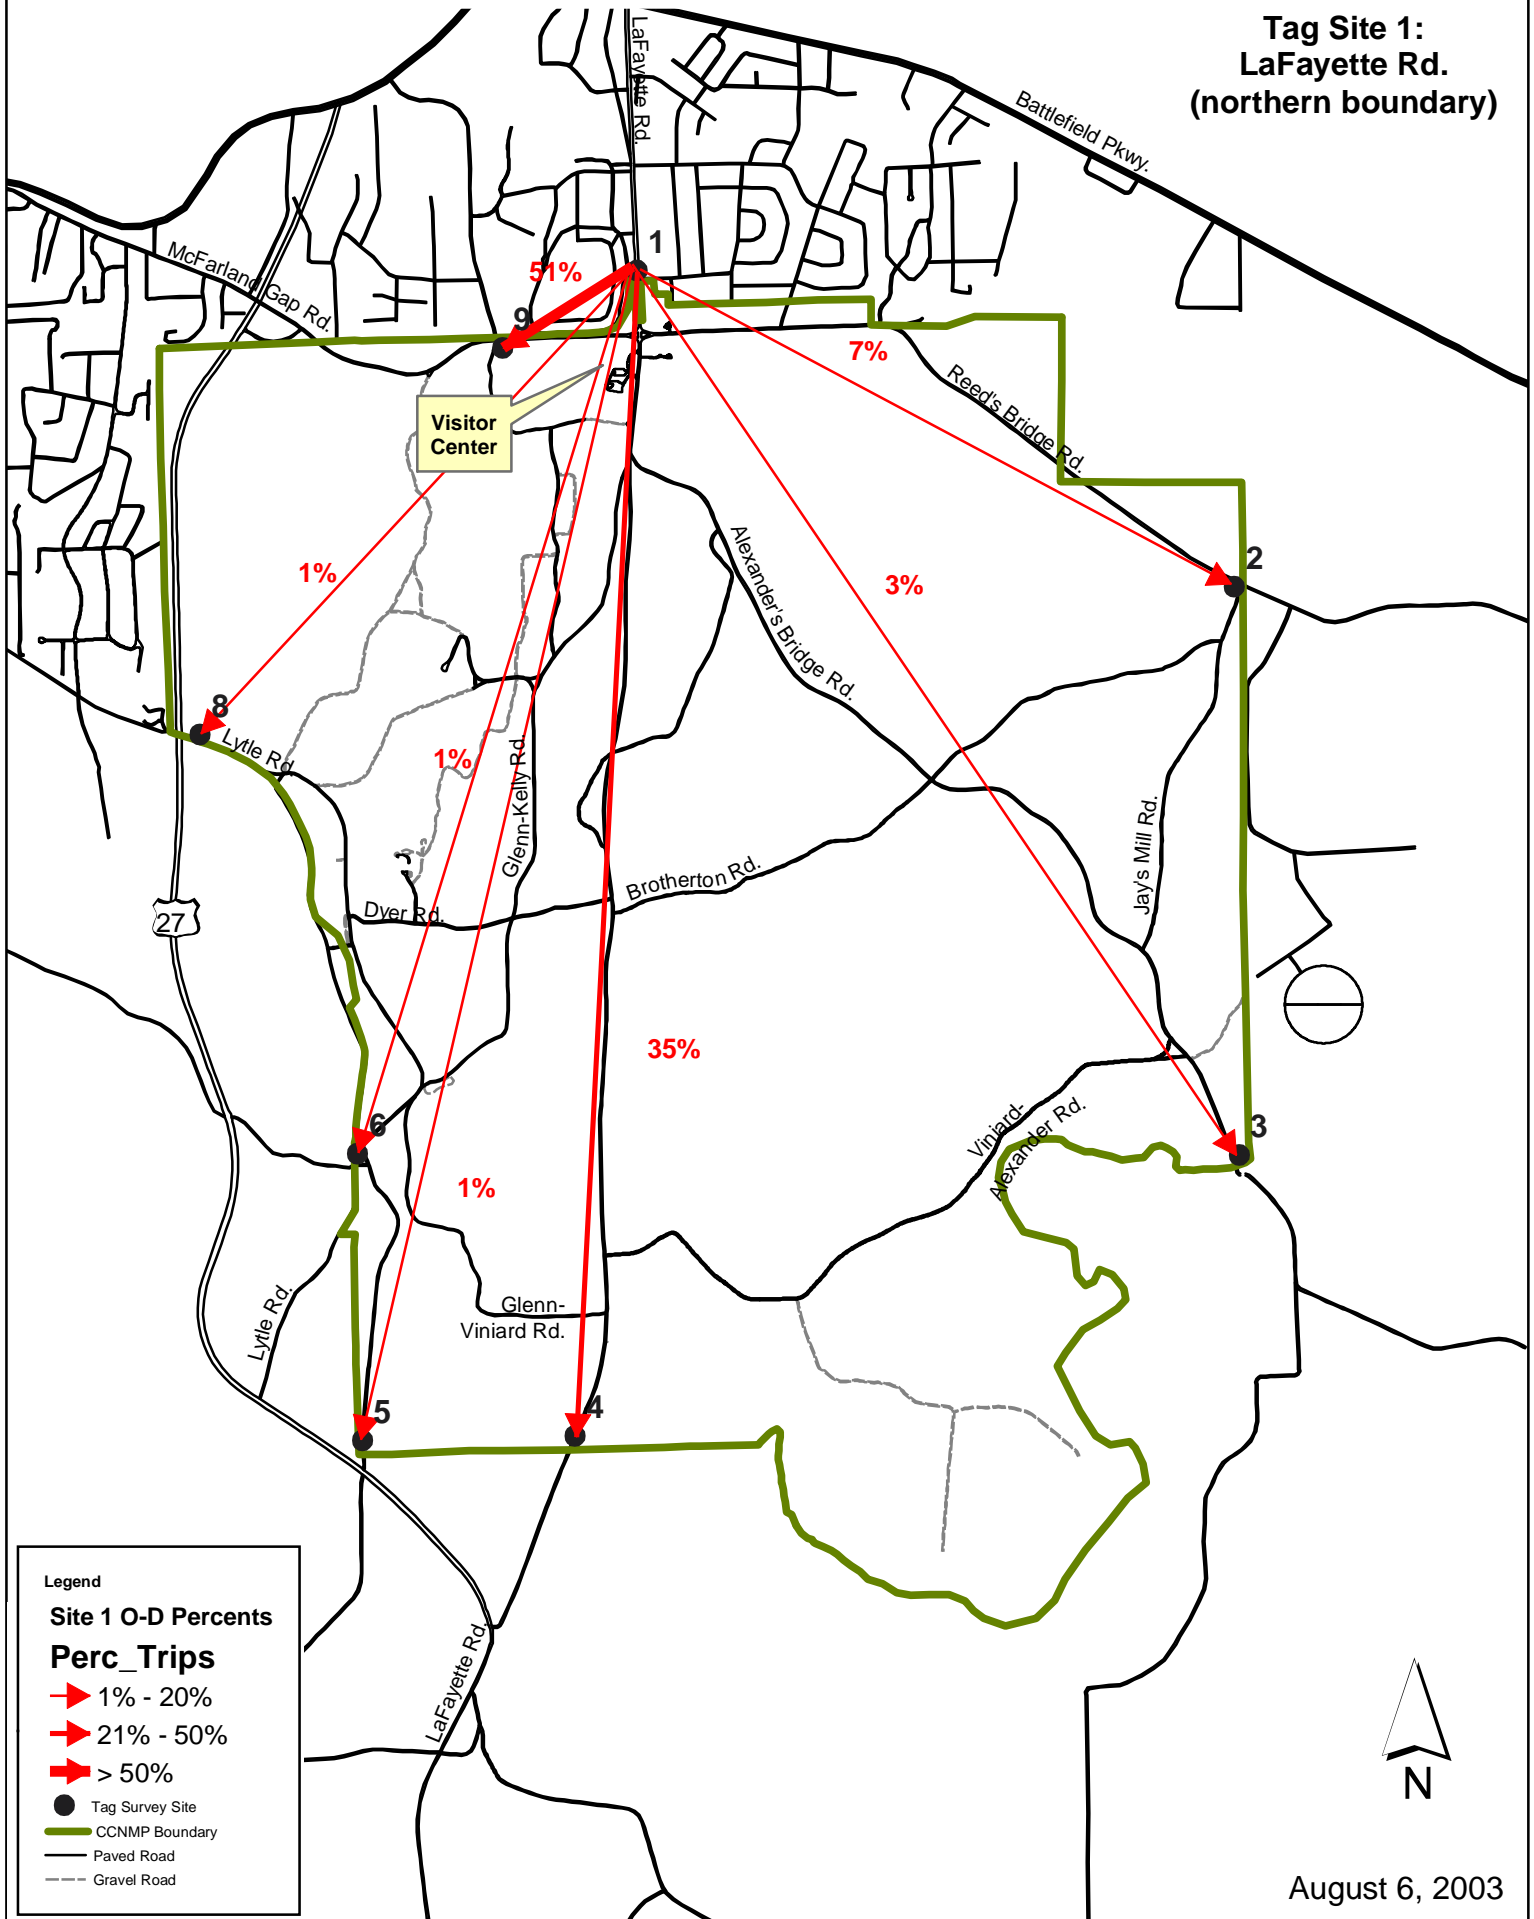 Tag Site 1:
LaFayette Rd.
(northern boundary)
LaFayette Rd.
Battlefield Pkwy.
McFarland Gap Rd.
1
51%
9
7%
Reed's Bridge Rd.
Visitor
Center
Alexander's Bridge Rd.
2
1%
3%
8
Lytle Rd.
1%
Glenn-Kelly Rd.
Jay's Mill Rd.
Brotherton Rd.
Dyer Rd.
27
35%
Viniard-
Alexander Rd.
6
3
1%
Lytle Rd.
Glenn-
Viniard Rd.
5
4
Legend
Site 1 O-D Percents
Perc_Trips
1% - 20%
21% - 50%
> 50%
Tag Survey Site
CCNMP Boundary
Paved Road
Gravel Road
LaFayette Rd.
N
August 6, 2003